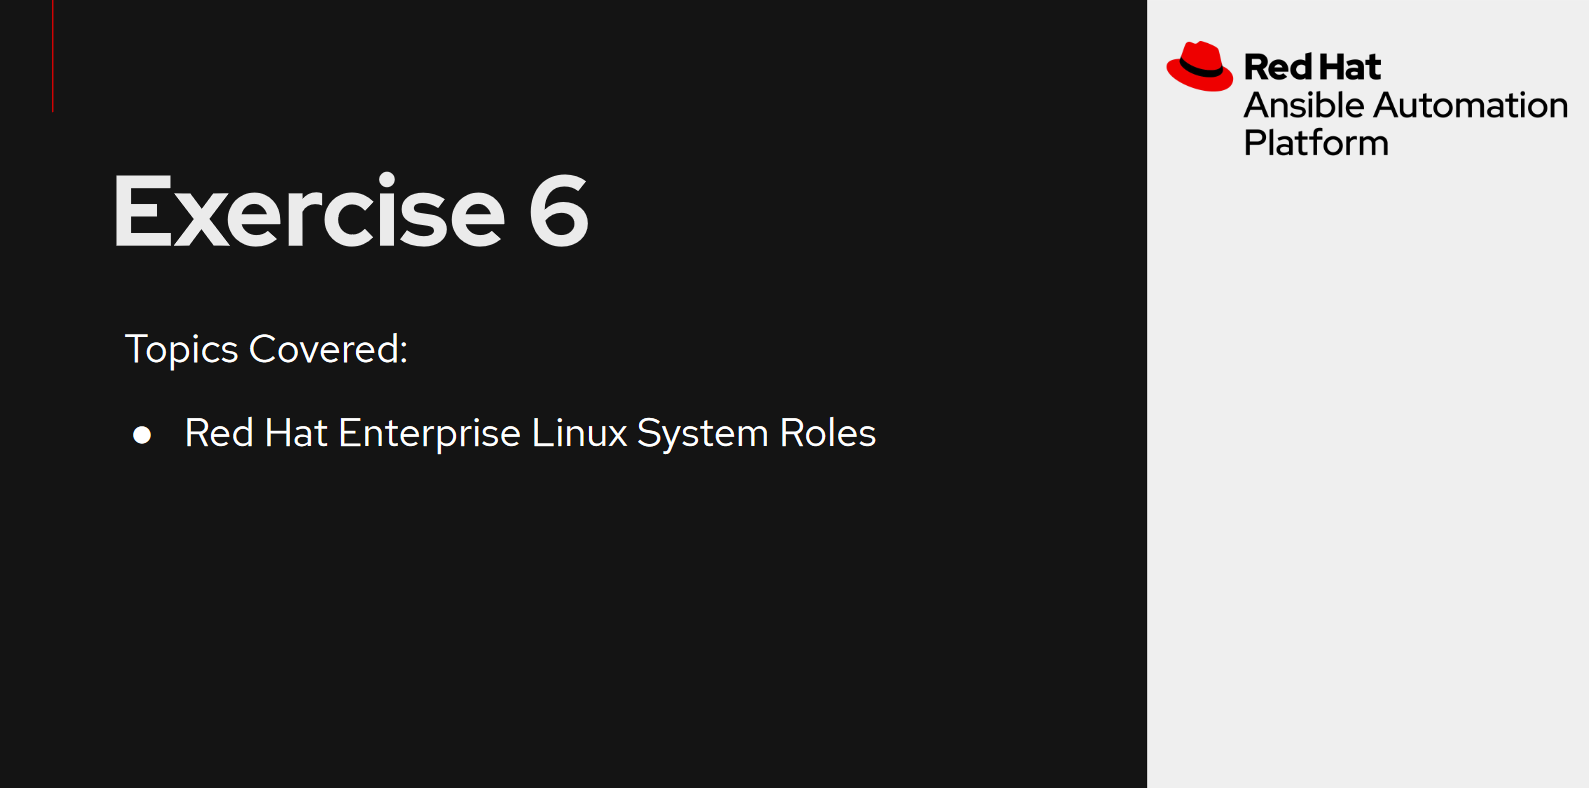 Exercise 6
Topics Covered:
● Red Hat Enterprise Linux System Roles
Red Hat
Ansible Automation
Platform